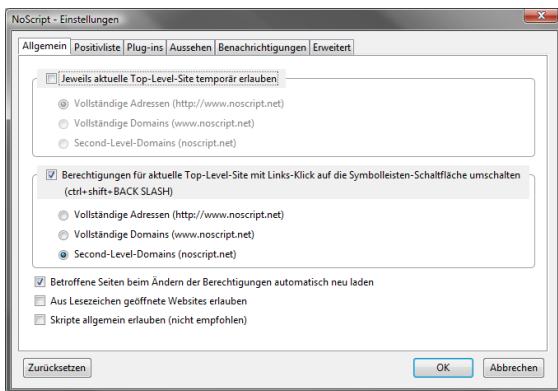 NoScript - Einstellungen
Allgemein Positivliste Plug-ins Aussehen Benachrichtigungen Erweitert
Jeweils aktuelle Top-Level-Site temporär erlauben
Vollständige Adressen (http://www.noscript.net)
Vollständige Domains (www.noscript.net)
Second-Level-Domains (noscript.net)
Berechtigungen für aktuelle Top-Level-Site mit Links-Klick auf die Symbolleisten-Schaltfläche umschalten
(ctrl+shift+BACK SLASH)
Vollständige Adressen (http://www.noscript.net)
Vollständige Domains (www.noscript.net)
Second-Level-Domains (noscript.net)
Betroffene Seiten beim Ändern der Berechtigungen automatisch neu laden
Aus Lesezeichen geöffnete Websites erlauben
Skripte allgemein erlauben (nicht empfohlen)
Zurücksetzen OK Abbrechen